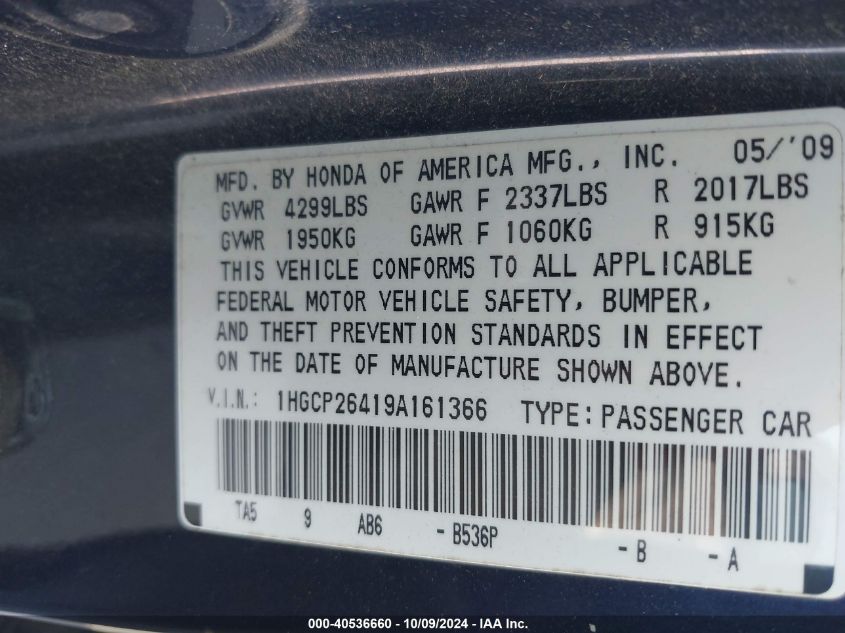 MFD. BY HONDA OF AMERICA MFG., INC. 05/'09
GVWR 4299LBS GAWR F 2337LBS R 2017LBS
GVWR 1950KG GAWR F 1060KG R 915KG
THIS VEHICLE CONFORMS TO ALL APPLICABLE
FEDERAL MOTOR VEHICLE SAFETY, BUMPER,
AND THEFT PREVENTION STANDARDS IN EFFECT
ON THE DATE OF MANUFACTURE SHOWN ABOVE.
V.I.N.: 1HGCP26419A161366 TYPE: PASSENGER CAR
TA5 9 AB6 - B536P - B - A
000-40536660 - 10/09/2024 - IAA Inc.